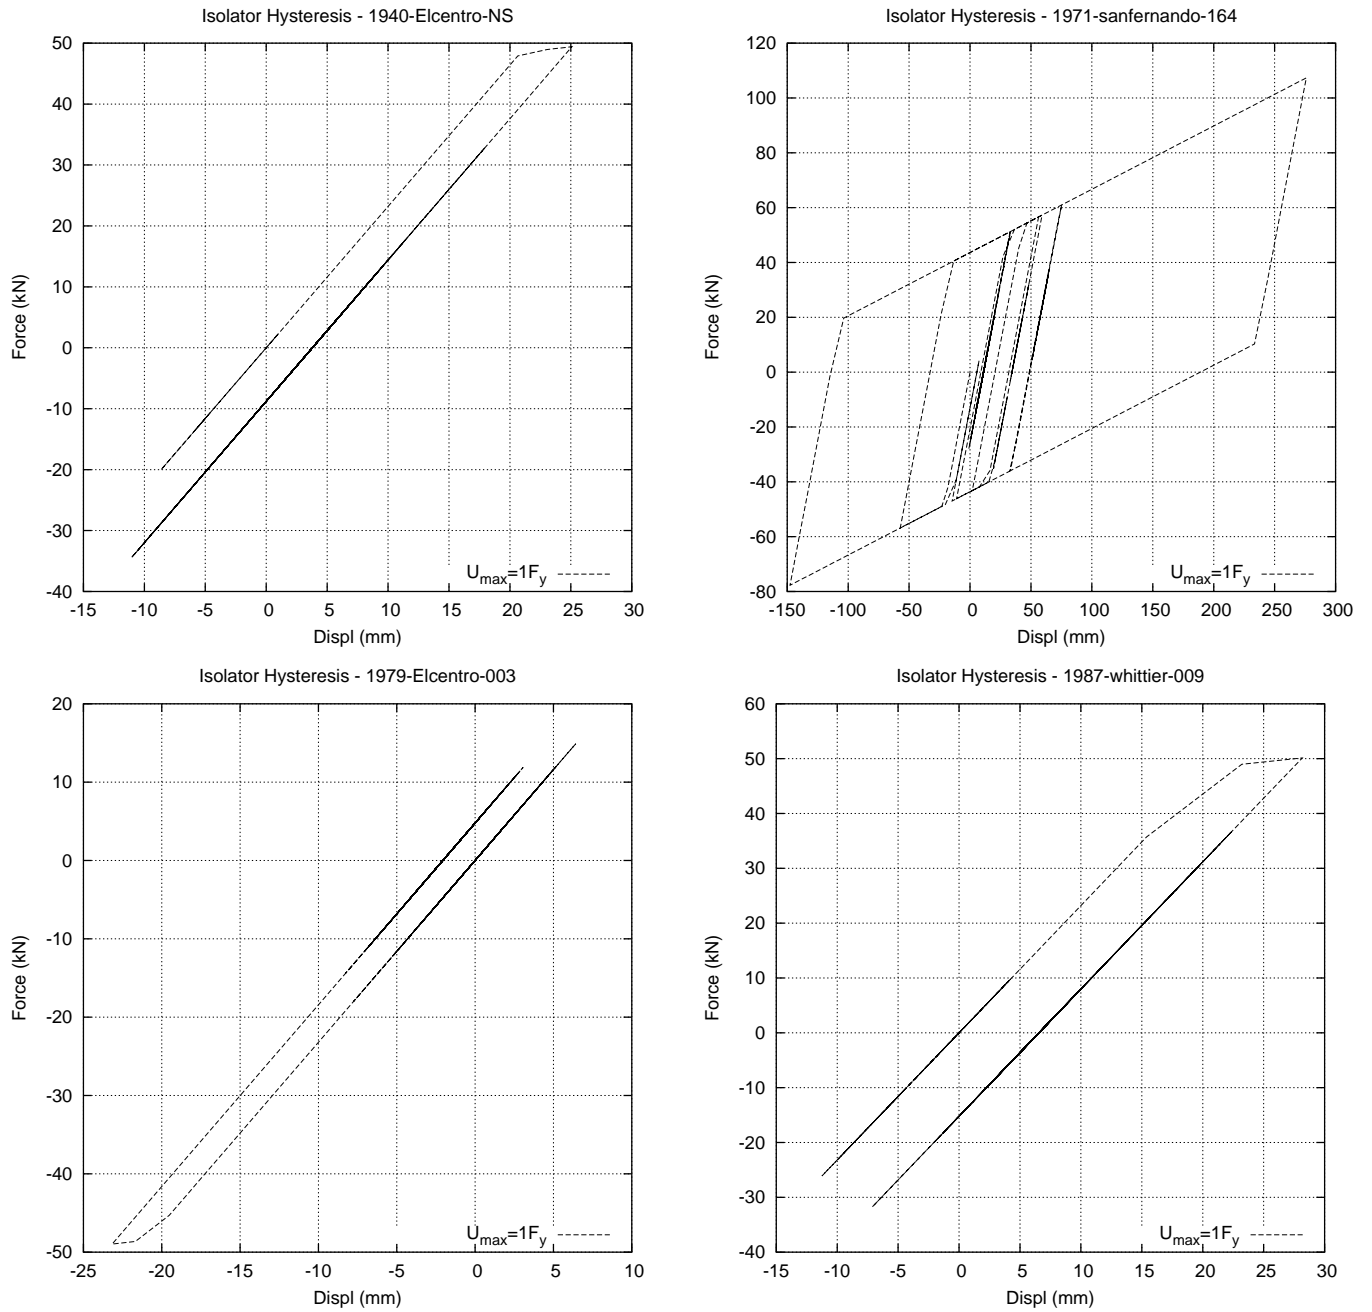 Isolator Hysteresis - 1940-Elcentro-NS
50
40
30
20
10
0
-10
-20
-30
-40
-15 -10 -5 0 5 10 15 20 25 30
Force (kN)
Displ (mm)
Umax=1Fy
Isolator Hysteresis - 1971-sanfernando-164
120
100
80
60
40
20
0
-20
-40
-60
-80
-150 -100 -50 0 50 100 150 200 250 300
Force (kN)
Displ (mm)
Umax=1Fy
Isolator Hysteresis - 1979-Elcentro-003
20
10
0
-10
-20
-30
-40
-50
-25 -20 -15 -10 -5 0 5 10
Force (kN)
Displ (mm)
Umax=1Fy
Isolator Hysteresis - 1987-whittier-009
60
50
40
30
20
10
0
-10
-20
-30
-40
-15 -10 -5 0 5 10 15 20 25 30
Force (kN)
Displ (mm)
Umax=1Fy